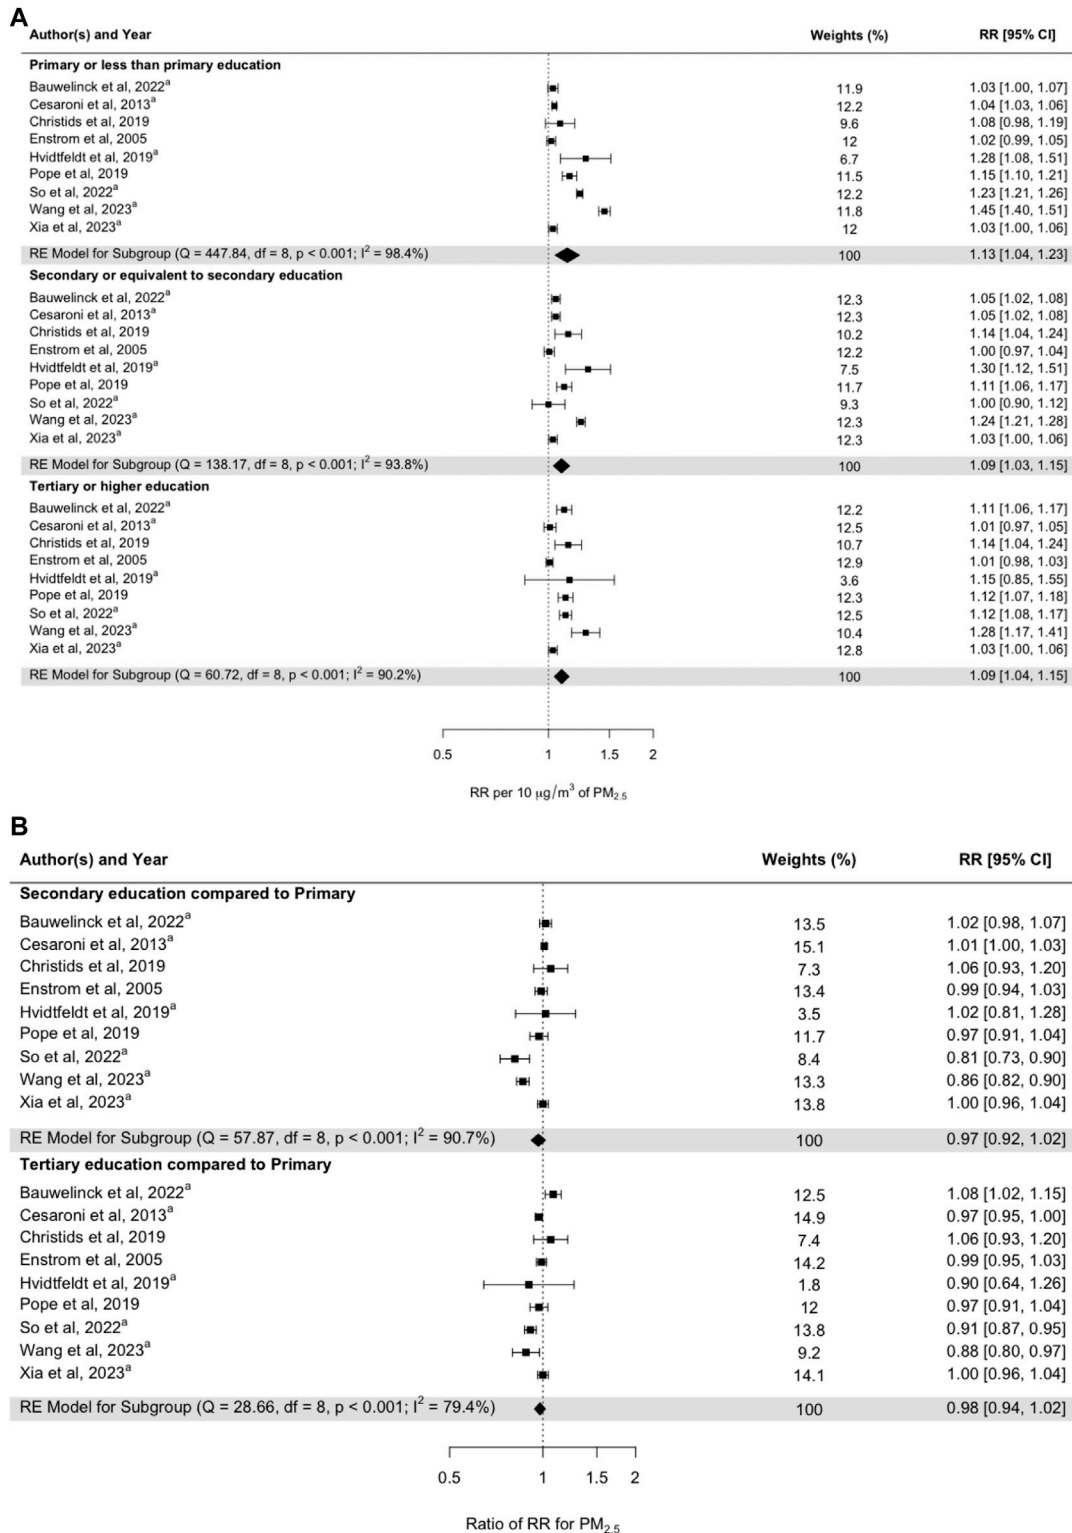 A
Author(s) and Year Weights (%) RR [95% CI]
Primary or less than primary education
Bauwelinck et al, 2022a 11.9 1.03 [1.00, 1.07]
Cesaroni et al, 2013a 12.2 1.04 [1.03, 1.06]
Christids et al, 2019 9.6 1.08 [0.98, 1.19]
Enstrom et al, 2005 12 1.02 [0.99, 1.05]
Hvidtfeldt et al, 2019a 6.7 1.28 [1.08, 1.51]
Pope et al, 2019 11.5 1.15 [1.10, 1.21]
So et al, 2022a 12.2 1.23 [1.21, 1.26]
Wang et al, 2023a 11.8 1.45 [1.40, 1.51]
Xia et al, 2023a 12 1.03 [1.00, 1.06]
RE Model for Subgroup (Q = 447.84, df = 8, p < 0.001; I2 = 98.4%) 100 1.13 [1.04, 1.23]
Secondary or equivalent to secondary education
Bauwelinck et al, 2022a 12.3 1.05 [1.02, 1.08]
Cesaroni et al, 2013a 12.3 1.05 [1.02, 1.08]
Christids et al, 2019 10.2 1.14 [1.04, 1.24]
Enstrom et al, 2005 12.2 1.00 [0.97, 1.04]
Hvidtfeldt et al, 2019a 7.5 1.30 [1.12, 1.51]
Pope et al, 2019 11.7 1.11 [1.06, 1.17]
So et al, 2022a 9.3 1.00 [0.90, 1.12]
Wang et al, 2023a 12.3 1.24 [1.21, 1.28]
Xia et al, 2023a 12.3 1.03 [1.00, 1.06]
RE Model for Subgroup (Q = 138.17, df = 8, p < 0.001; I2 = 93.8%) 100 1.09 [1.03, 1.15]
Tertiary or higher education
Bauwelinck et al, 2022a 12.2 1.11 [1.06, 1.17]
Cesaroni et al, 2013a 12.5 1.01 [0.97, 1.05]
Christids et al, 2019 10.7 1.14 [1.04, 1.24]
Enstrom et al, 2005 12.9 1.01 [0.98, 1.03]
Hvidtfeldt et al, 2019a 3.6 1.15 [0.85, 1.55]
Pope et al, 2019 12.3 1.12 [1.07, 1.18]
So et al, 2022a 12.5 1.12 [1.08, 1.17]
Wang et al, 2023a 10.4 1.28 [1.17, 1.41]
Xia et al, 2023a 12.8 1.03 [1.00, 1.06]
RE Model for Subgroup (Q = 60.72, df = 8, p < 0.001; I2 = 90.2%) 100 1.09 [1.04, 1.15]
0.5 1 1.5 2
RR per 10 μg/m3 of PM2.5
B
Author(s) and Year Weights (%) RR [95% CI]
Secondary education compared to Primary
Bauwelinck et al, 2022a 13.5 1.02 [0.98, 1.07]
Cesaroni et al, 2013a 15.1 1.01 [1.00, 1.03]
Christids et al, 2019 7.3 1.06 [0.93, 1.20]
Enstrom et al, 2005 13.4 0.99 [0.94, 1.03]
Hvidtfeldt et al, 2019a 3.5 1.02 [0.81, 1.28]
Pope et al, 2019 11.7 0.97 [0.91, 1.04]
So et al, 2022a 8.4 0.81 [0.73, 0.90]
Wang et al, 2023a 13.3 0.86 [0.82, 0.90]
Xia et al, 2023a 13.8 1.00 [0.96, 1.04]
RE Model for Subgroup (Q = 57.87, df = 8, p < 0.001; I2 = 90.7%) 100 0.97 [0.92, 1.02]
Tertiary education compared to Primary
Bauwelinck et al, 2022a 12.5 1.08 [1.02, 1.15]
Cesaroni et al, 2013a 14.9 0.97 [0.95, 1.00]
Christids et al, 2019 7.4 1.06 [0.93, 1.20]
Enstrom et al, 2005 14.2 0.99 [0.95, 1.03]
Hvidtfeldt et al, 2019a 1.8 0.90 [0.64, 1.26]
Pope et al, 2019 12 0.97 [0.91, 1.04]
So et al, 2022a 13.8 0.91 [0.87, 0.95]
Wang et al, 2023a 9.2 0.88 [0.80, 0.97]
Xia et al, 2023a 14.1 1.00 [0.96, 1.04]
RE Model for Subgroup (Q = 28.66, df = 8, p < 0.001; I2 = 79.4%) 100 0.98 [0.94, 1.02]
0.5 1 1.5 2
Ratio of RR for PM2.5